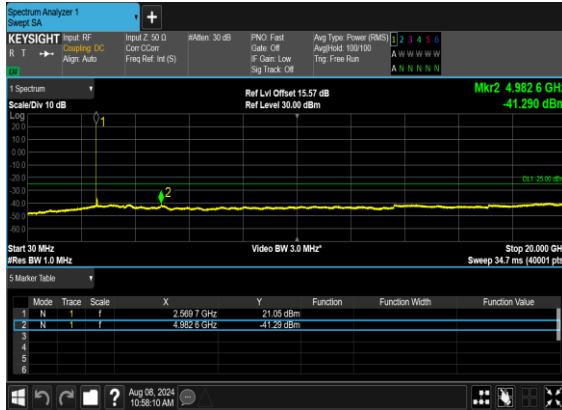 Spectrum Analyzer 1
Swept SA
+
KEYSIGHT Input: RF Input Z: 50 Ω #Atten: 30 dB PNO: Fast Avg Type: Power (RMS) 1 2 3 4 5 6
R T Coupling: DC Corr CCorr Gate: Off Avg|Hold: 100/100 A W W W W W
Align: Auto Freq Ref: Int (S) IF Gain: Low Trig: Free Run
Sig Track: Off A N N N N N
1 Spectrum Ref Lvl Offset 15.57 dB Mkr2 4.982 6 GHz
Scale/Div 10 dB Ref Level 30.00 dBm -41.290 dBm
Log
1
20.0
10.0
0.00
-10.0
DL1 -25.00 dBm
-20.0
-30.0
2
-40.0
-50.0
-60.0
Start 30 MHz Video BW 3.0 MHz* Stop 20.000 GHz
#Res BW 1.0 MHz Sweep 34.7 ms (40001 pts)
5 Marker Table
Mode Trace Scale X Y Function Function Width Function Value
1 N 1 f 2.569 7 GHz 21.05 dBm
2 N 1 f 4.982 6 GHz -41.29 dBm
3
4
5
6
? Aug 08, 2024
10:58:10 AM